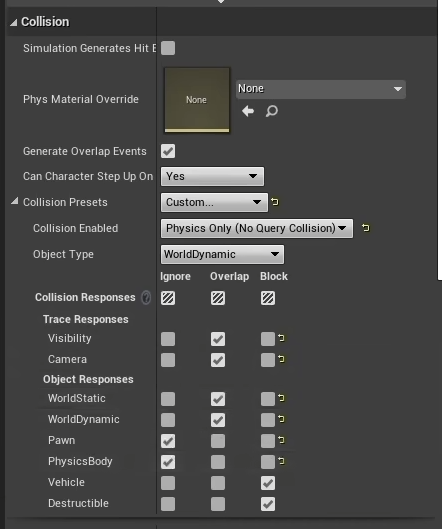 Collision
Simulation Generates Hit E
Phys Material Override
None
None
Generate Overlap Events
Can Character Step Up On Yes
Collision Presets Custom...
Collision Enabled Physics Only (No Query Collision)
Object Type WorldDynamic
Ignore Overlap Block
Collision Responses ?
Trace Responses
Visibility
Camera
Object Responses
WorldStatic
WorldDynamic
Pawn
PhysicsBody
Vehicle
Destructible